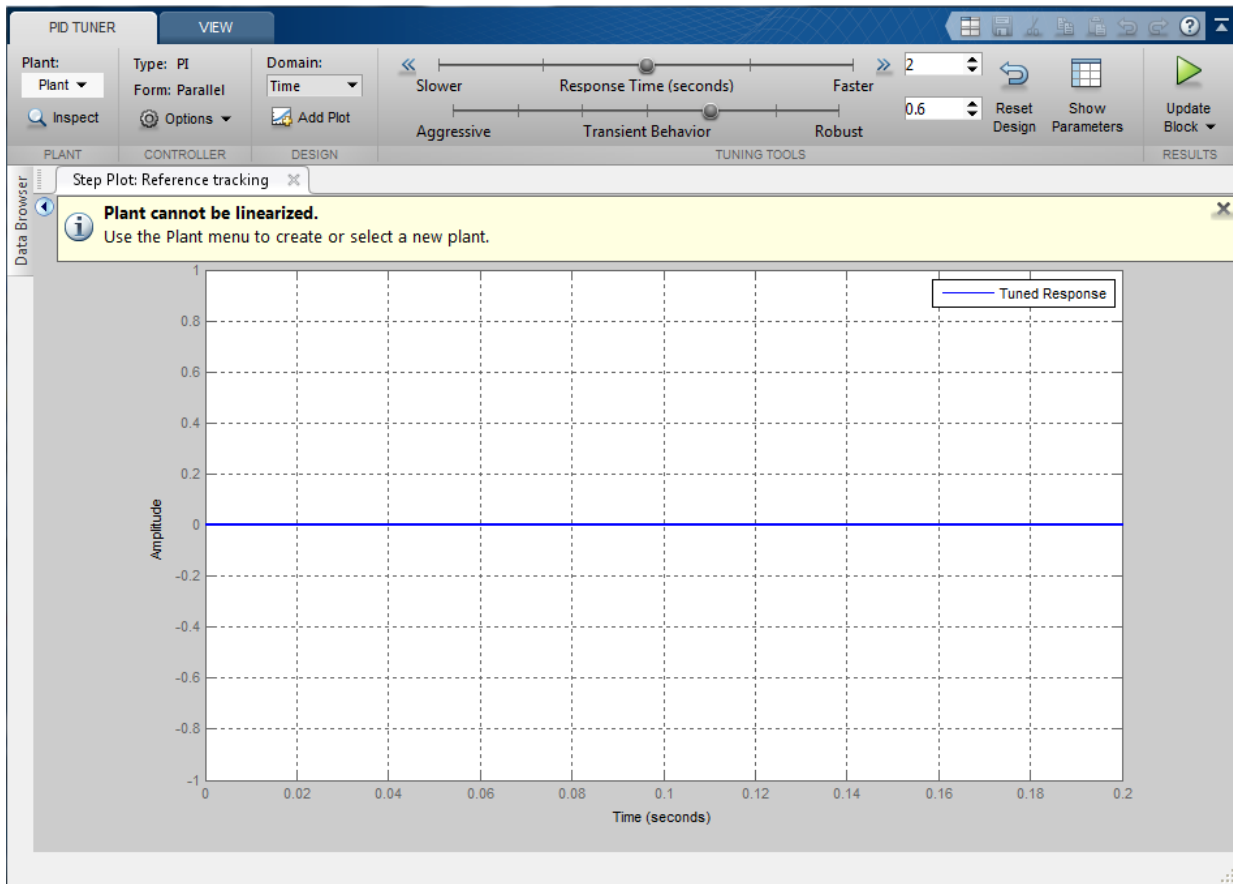 PID TUNER
VIEW
Plant:
Plant
Inspect
PLANT
Type: PI
Form: Parallel
Options
CONTROLLER
Domain:
Time
Add Plot
DESIGN
Slower
Response Time (seconds)
Faster
2
Aggressive
Transient Behavior
Robust
0.6
Reset
Design
Show
Parameters
TUNING TOOLS
Update
Block
RESULTS
Data Browser
Step Plot: Reference tracking
Plant cannot be linearized.
Use the Plant menu to create or select a new plant.
Tuned Response
Amplitude
1
0.8
0.6
0.4
0.2
0
-0.2
-0.4
-0.6
-0.8
-1
0 0.02 0.04 0.06 0.08 0.1 0.12 0.14 0.16 0.18 0.2
Time (seconds)